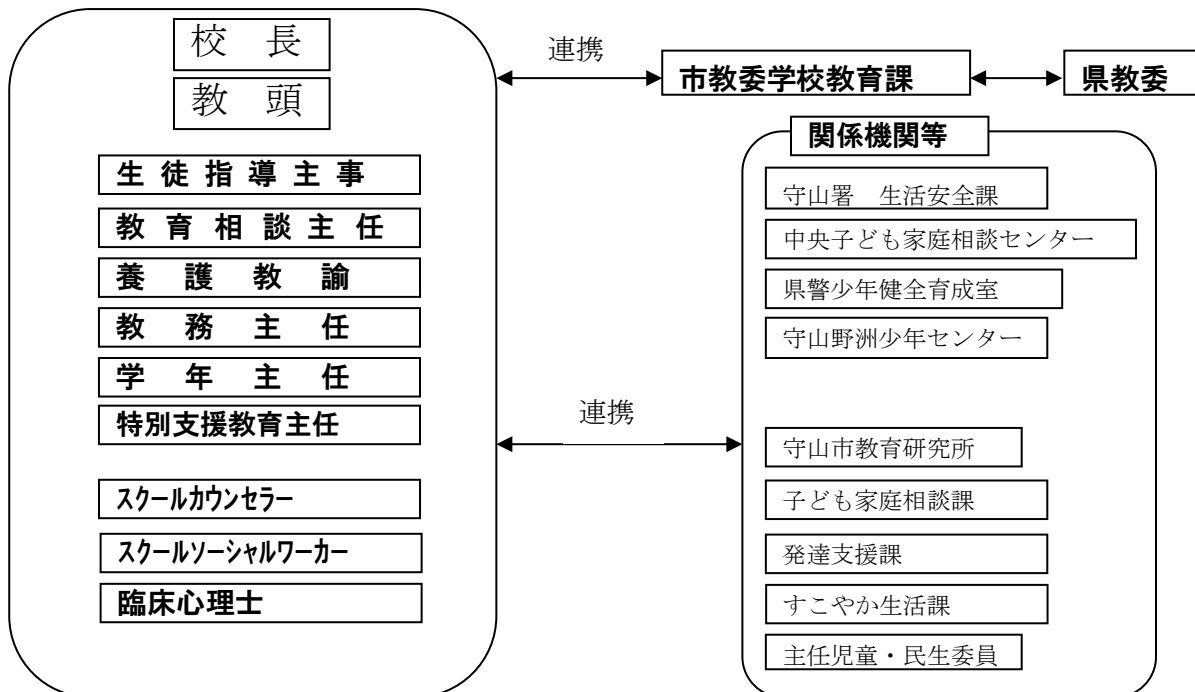 校　長
教　頭
生徒指導主事
教育相談主任
養護教諭
教務主任
学年主任
特別支援教育主任
スクールカウンセラー
スクールソーシャルワーカー
臨床心理士
連携
市教委学校教育課
県教委
連携
関係機関等
守山署　生活安全課
中央子ども家庭相談センター
県警少年健全育成室
守山野洲少年センター
守山市教育研究所
子ども家庭相談課
発達支援課
すこやか生活課
主任児童・民生委員